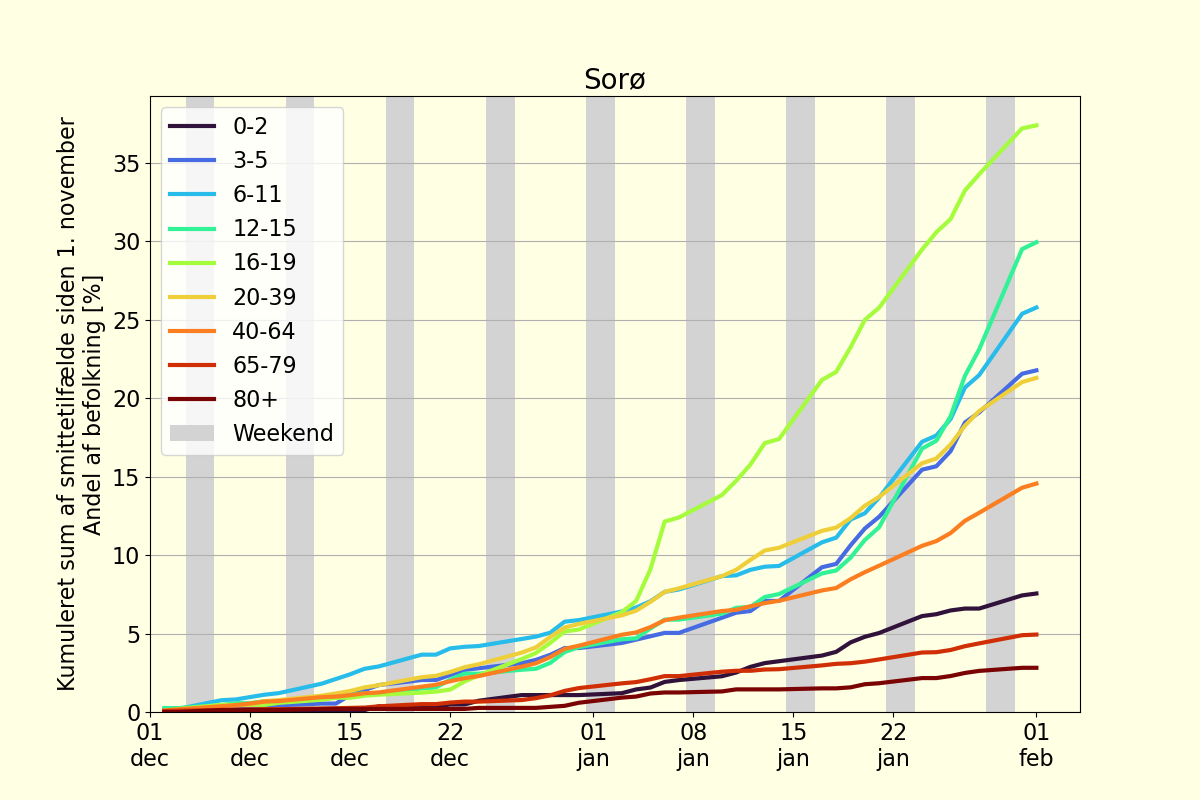 Sorø
Kumuleret sum af smittetilfælde siden 1. november
Andel af befolkning [%]
0-2
3-5
6-11
12-15
16-19
20-39
40-64
65-79
80+
Weekend
35
30
25
20
15
10
5
0
01 08 15 22 01 08 15 22 01
dec dec dec dec jan jan jan jan feb